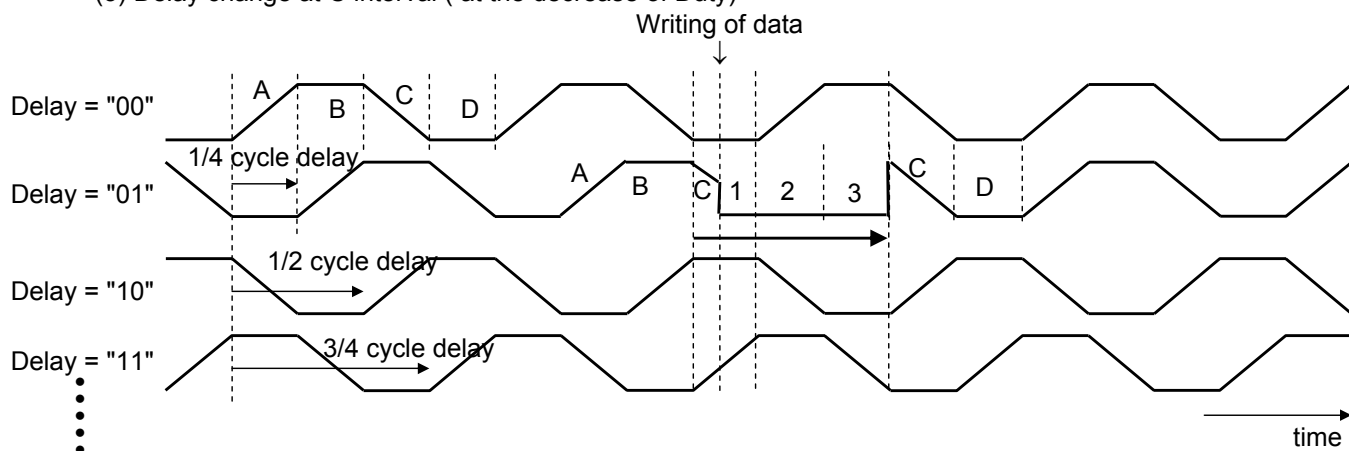 (3) Delay change at C interval ( at the decrease of Duty)
Writing of data
↓
Delay = "00" A B C D
1/4 cycle delay
Delay = "01" A B C 1 2 3 C D
1/2 cycle delay
Delay = "10"
3/4 cycle delay
Delay = "11"
time